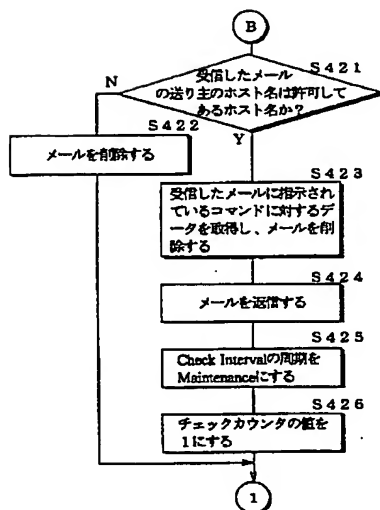 B
S421
受信したメール
の送り主のホスト名は許可して
あるホスト名か？
N
Y
S422
メールを削除する
S423
受信したメールに指示され
ているコマンドに対するデ
ータを取得し、メールを削
除する
S424
メールを返信する
S425
Check Intervalの周期を
Maintenanceにする
S426
チェックカウンタの値を
1にする
1